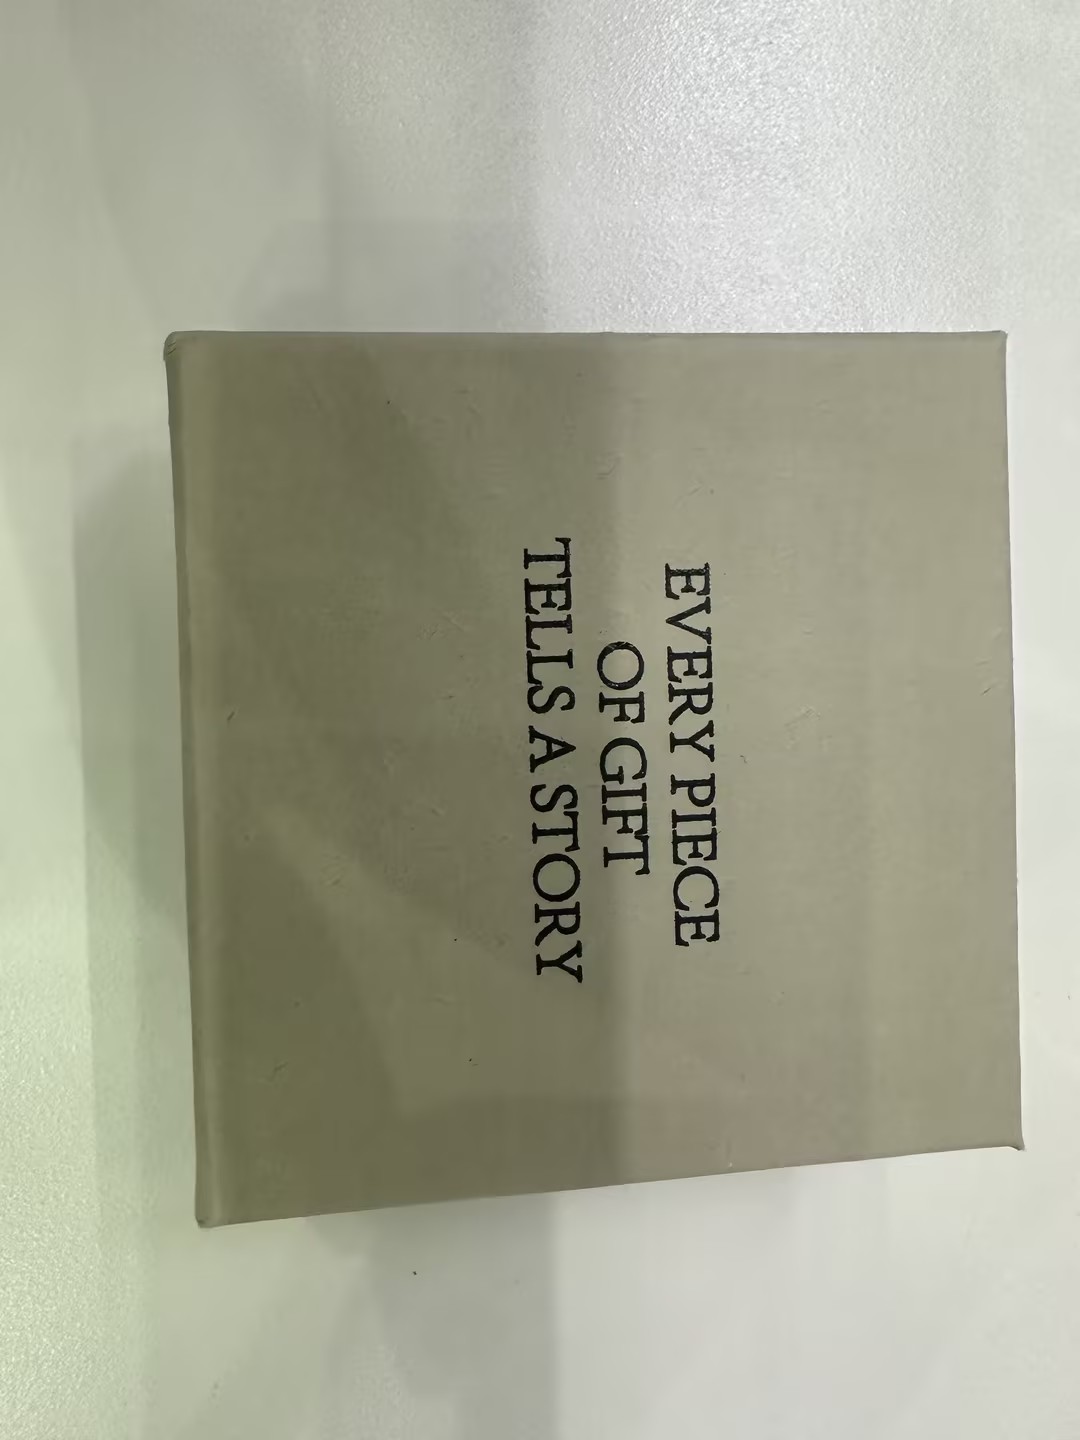 EVERY PIECE
OF GIFT
TELLS A STORY